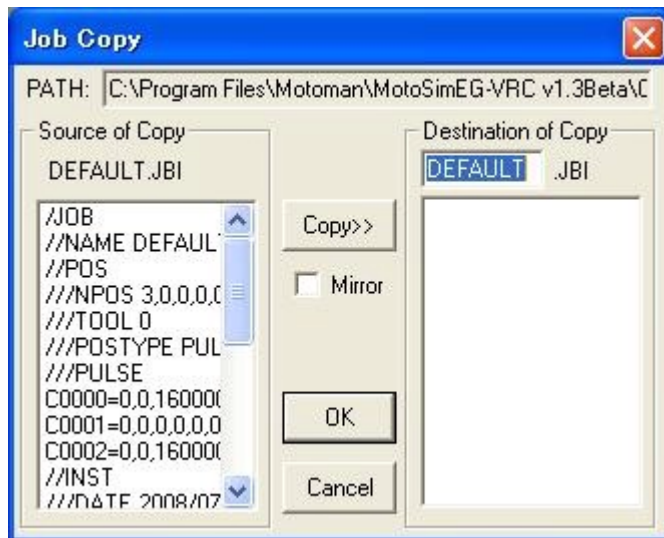 Job Copy
PATH: C:\Program Files\Motoman\MotoSimEG-VRC v1.3Beta\C
Source of Copy
DEFAULT.JBI
/JOB
//NAME DEFAUL
//POS
///NPOS 3,0,0,0,0
///TOOL 0
///POSTYPE PUL
///PULSE
C0000=0,0,160000
C0001=0,0,0,0,0,0
C0002=0,0,160000
//INST
///DATE 2008/07
Copy>>
Mirror
OK
Cancel
Destination of Copy
DEFAULT .JBI